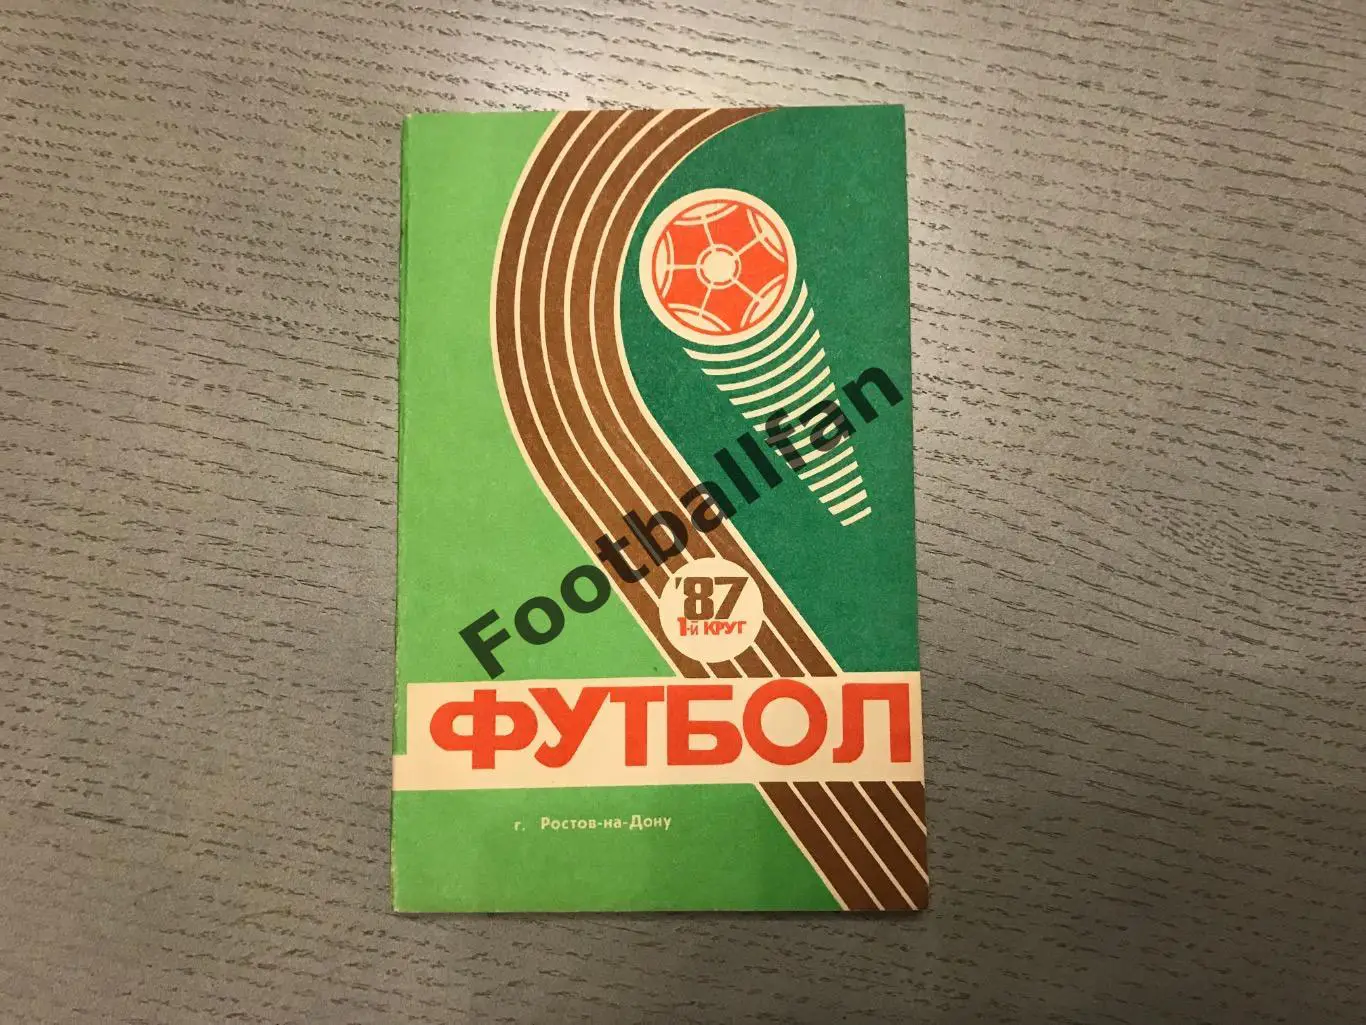 Footballfan
'87
1-й КРУГ
ФУТБОЛ
г. Ростов-на-Дону